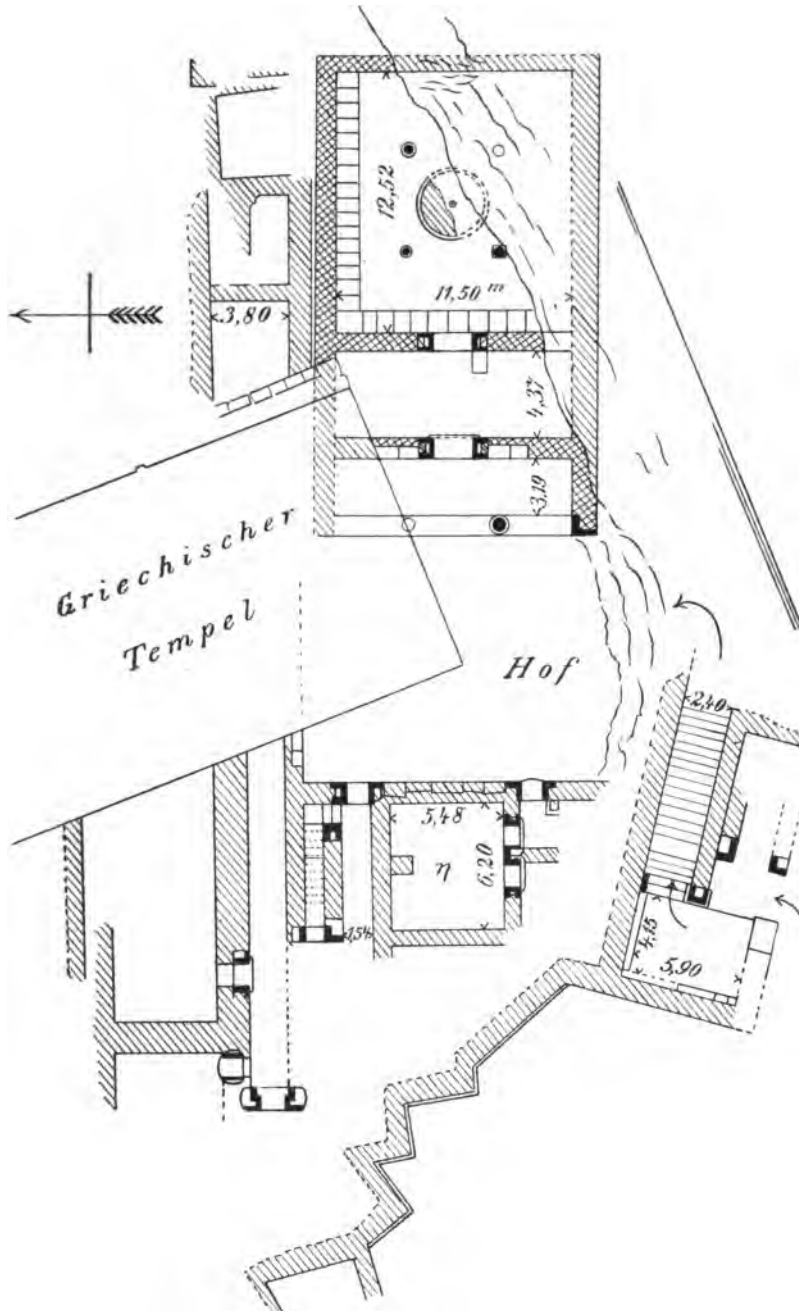 12,52
11,50 m
3,80
4,37
3,19
Griechischer
Tempel
Hof
2,40
5,48
η
6,20
1,54
4,15
5,90